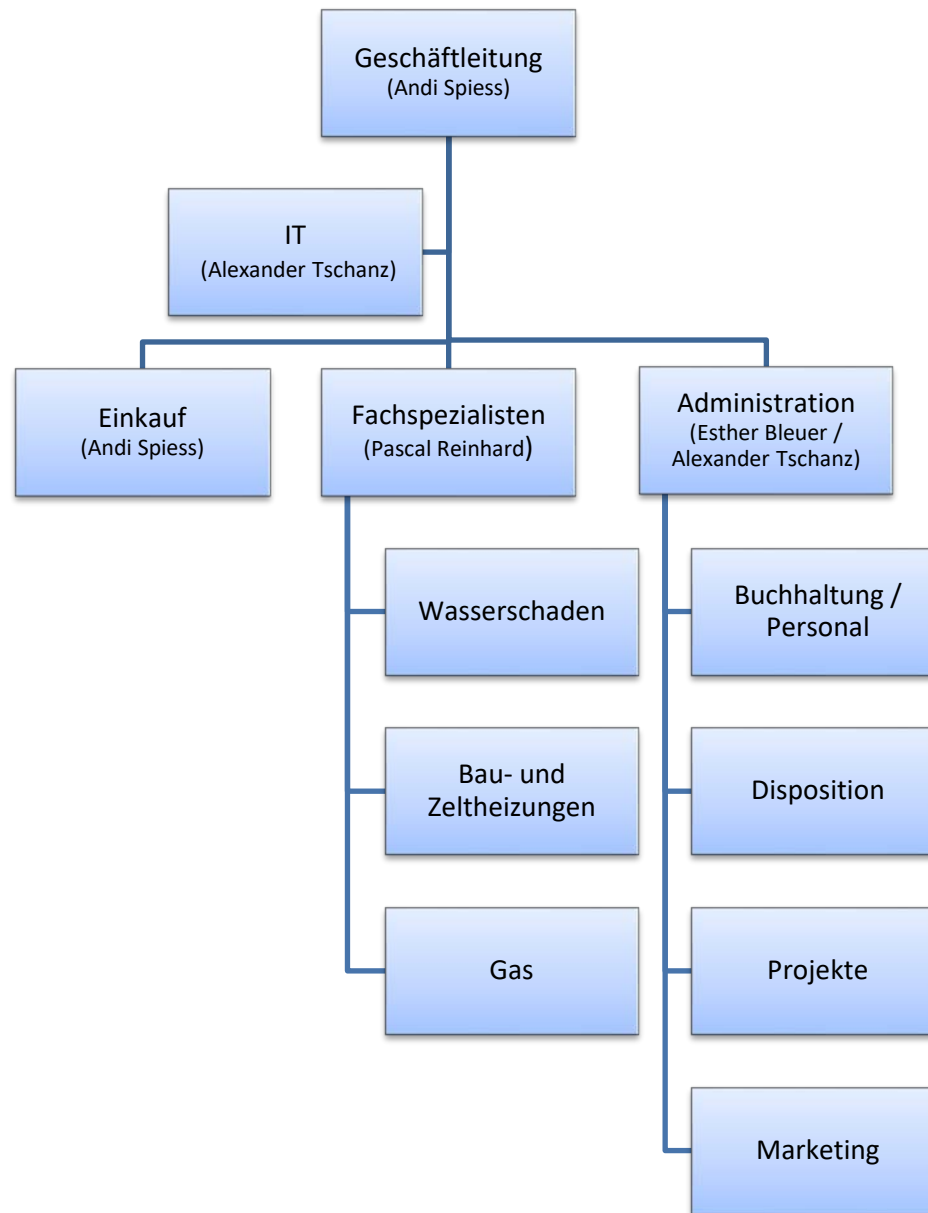 Geschäftleitung
(Andi Spiess)
IT
(Alexander Tschanz)
Einkauf
(Andi Spiess)
Fachspezialisten
(Pascal Reinhard)
Administration
(Esther Bleuer /
Alexander Tschanz)
Wasserschaden
Buchhaltung /
Personal
Bau- und
Zeltheizungen
Disposition
Gas
Projekte
Marketing